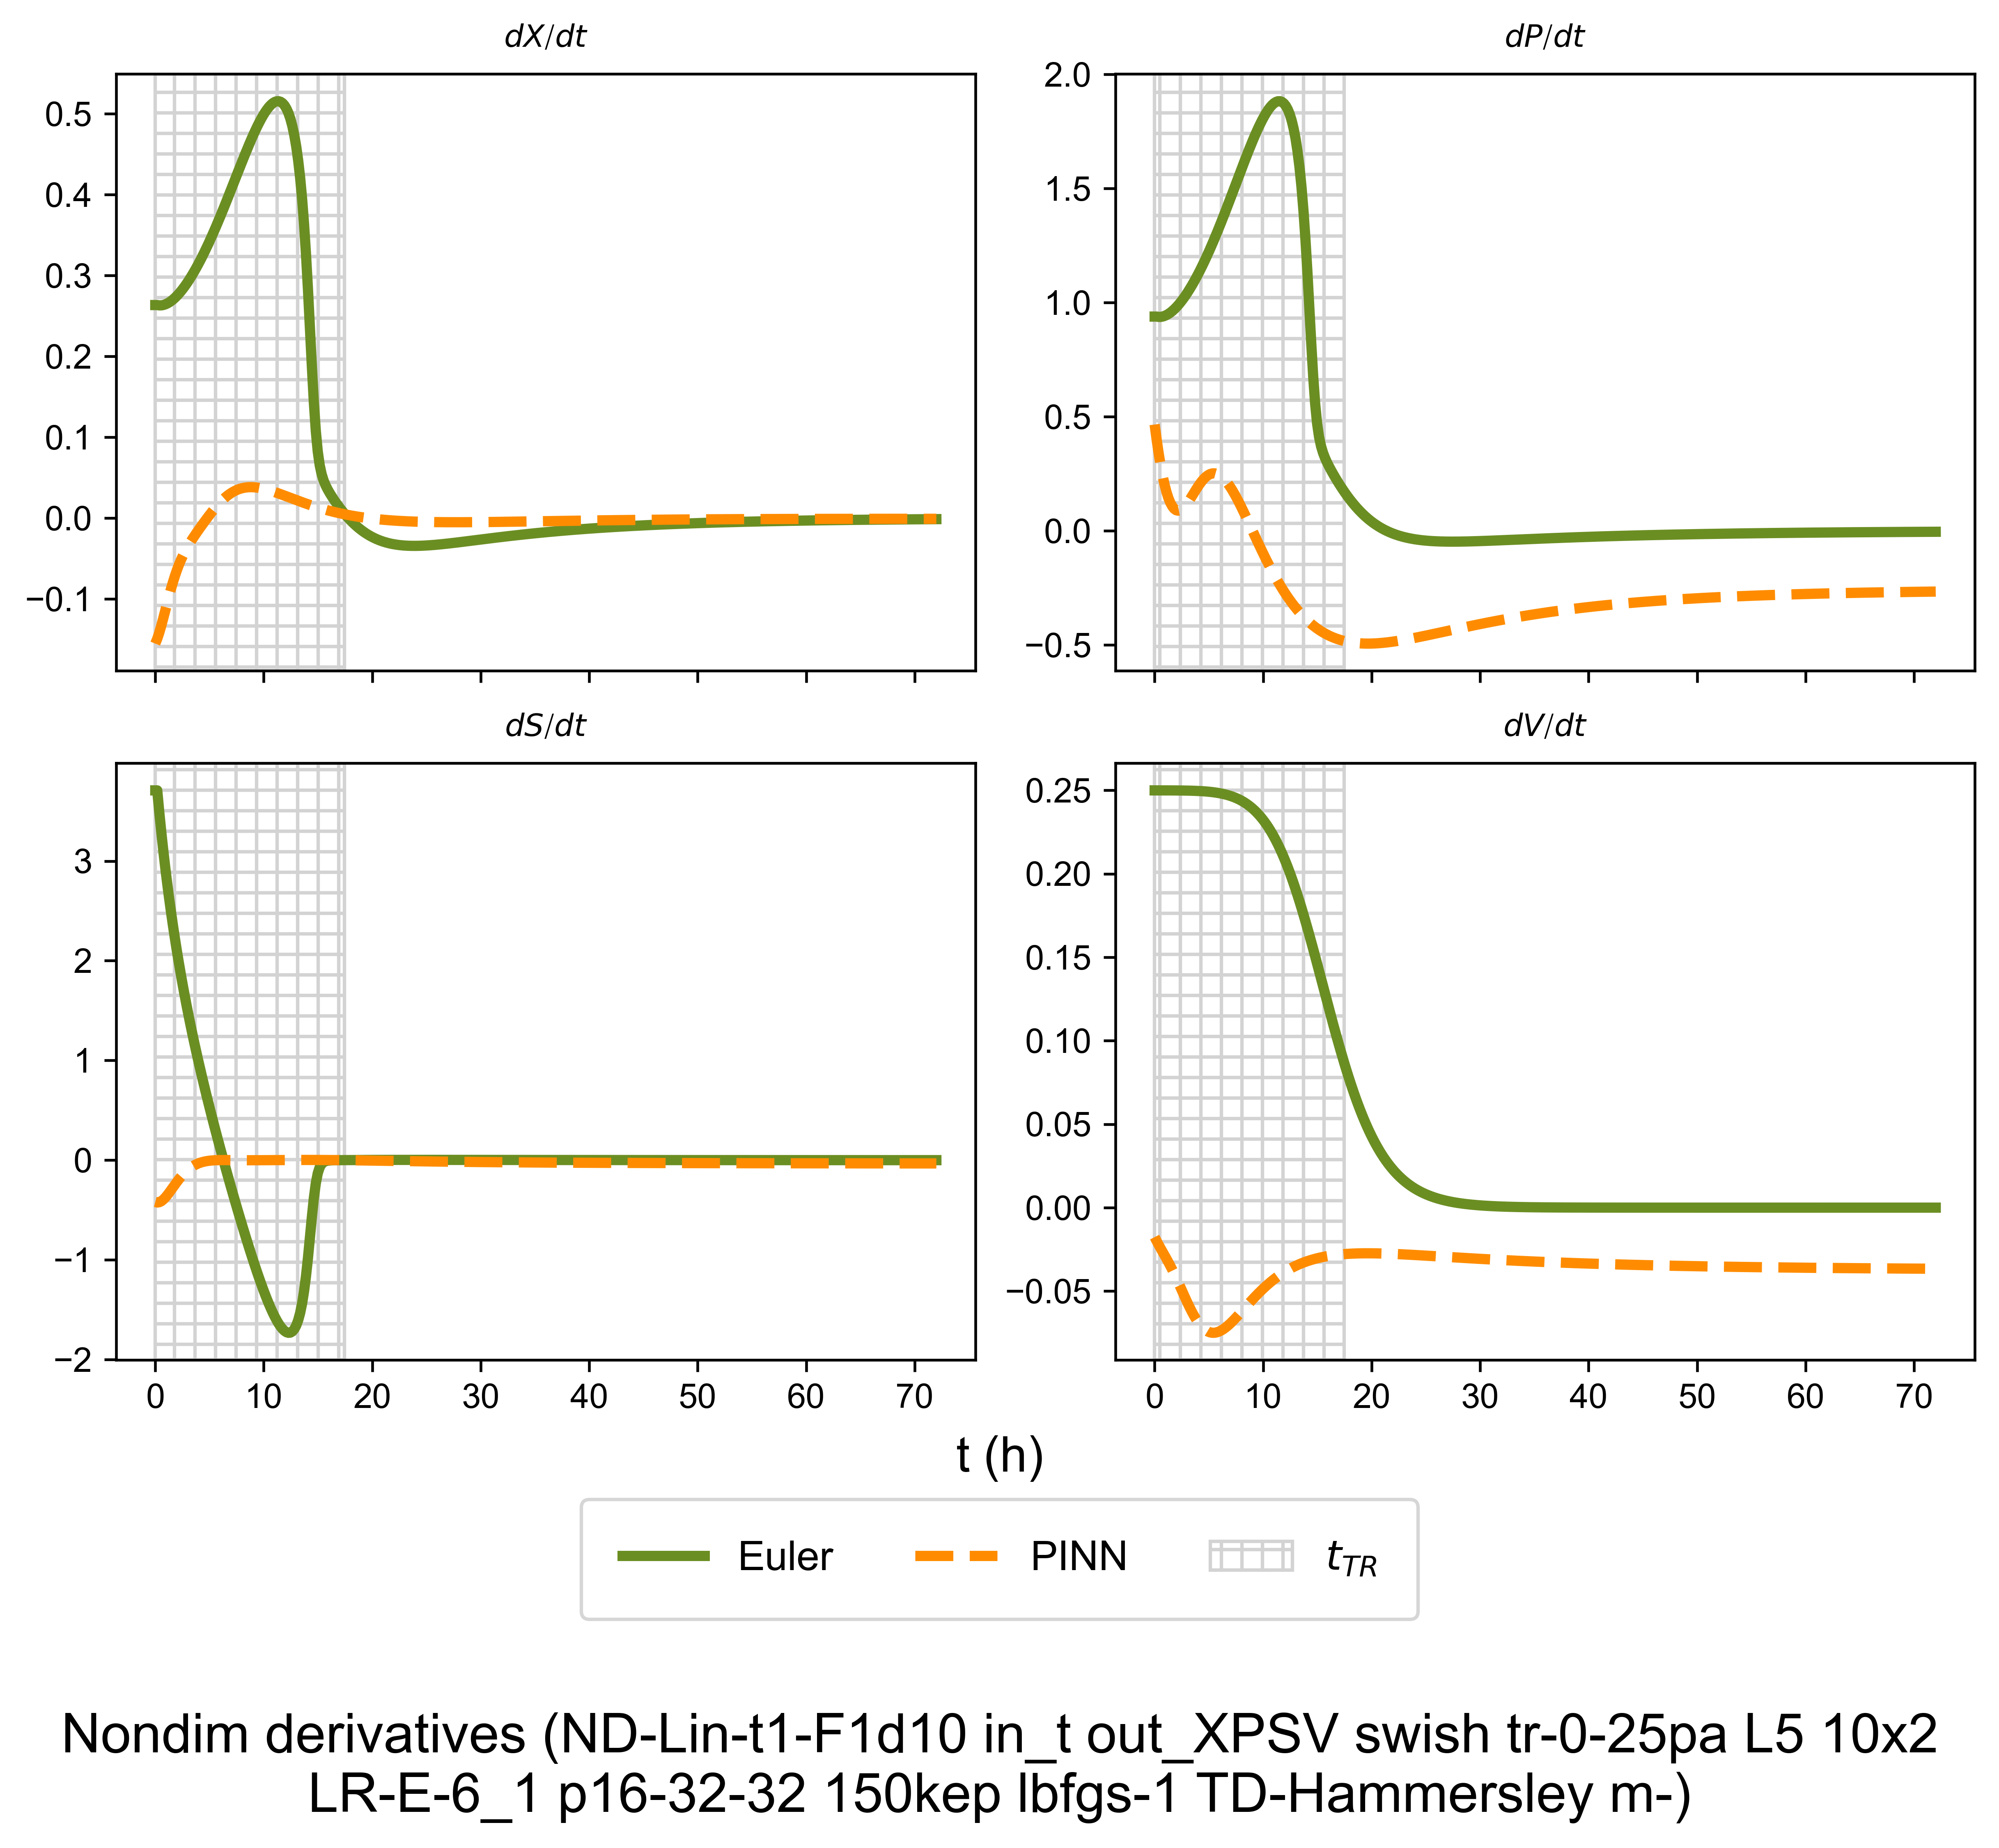 dX/dt
dP/dt
0.5
0.4
0.3
0.2
0.1
0.0
−0.1
2.0
1.5
1.0
0.5
0.0
−0.5
dS/dt
dV/dt
3
2
1
0
−1
−2
0 10 20 30 40 50 60 70
0.25
0.20
0.15
0.10
0.05
0.00
−0.05
0 10 20 30 40 50 60 70
t (h)
Euler PINN t_TR
Nondim derivatives (ND-Lin-t1-F1d10 in_t out_XPSV swish tr-0-25pa L5 10x2
LR-E-6_1 p16-32-32 150kep lbfgs-1 TD-Hammersley m-)